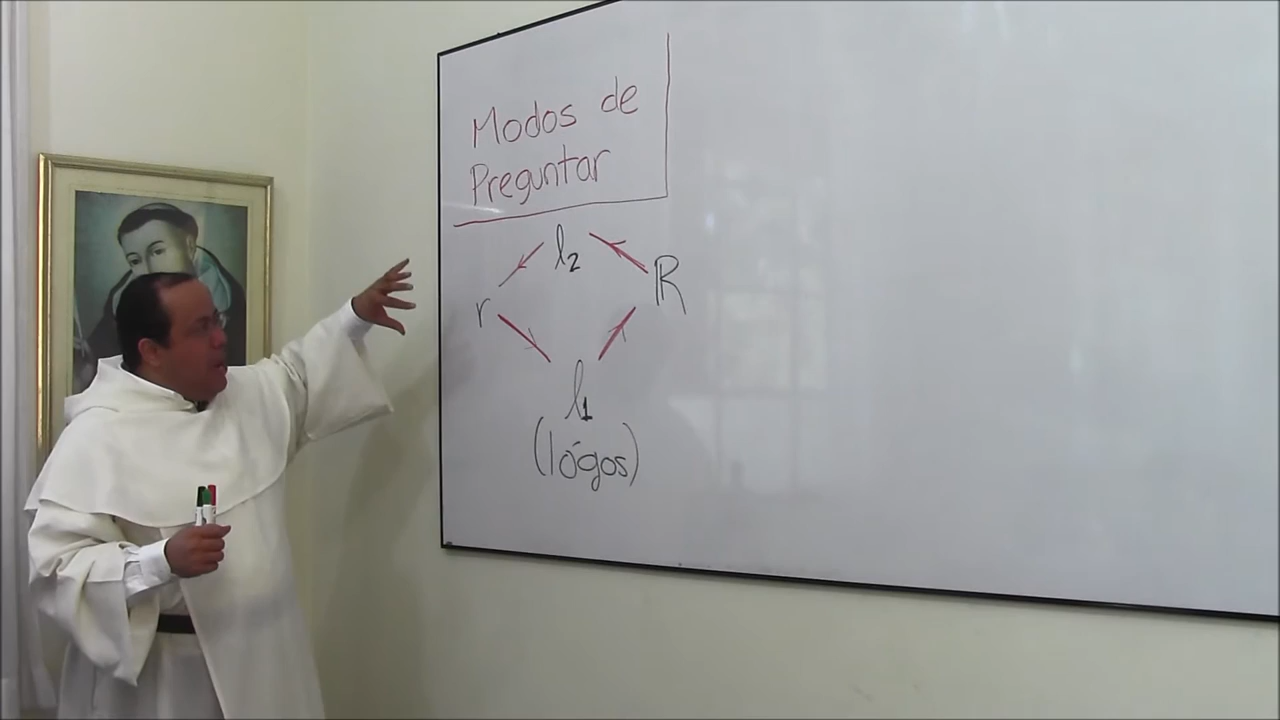 Modos de
Preguntar
l₂
r
ℝ
l₁
(lógos)